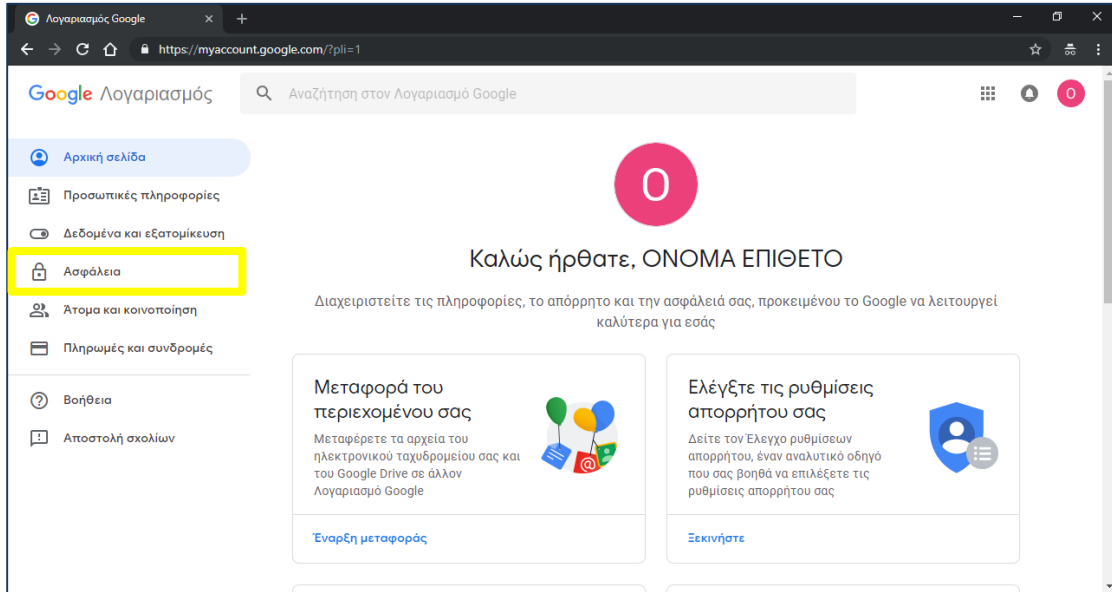 Λογαριασμός Google
https://myaccount.google.com/?pli=1
Google Λογαριασμός
Αναζήτηση στον Λογαριασμό Google
O
Αρχική σελίδα
Προσωπικές πληροφορίες
Δεδομένα και εξατομίκευση
Ασφάλεια
Άτομα και κοινοποίηση
Πληρωμές και συνδρομές
Βοήθεια
Αποστολή σχολίων
O
Καλώς ήρθατε, ΟΝΟΜΑ ΕΠΙΘΕΤΟ
Διαχειριστείτε τις πληροφορίες, το απόρρητο και την ασφάλειά σας, προκειμένου το Google να λειτουργεί
καλύτερα για εσάς
Μεταφορά του
περιεχομένου σας
Μεταφέρετε τα αρχεία του
ηλεκτρονικού ταχυδρομείου σας και
του Google Drive σε άλλον
Λογαριασμό Google
Έναρξη μεταφοράς
Ελέγξτε τις ρυθμίσεις
απορρήτου σας
Δείτε τον Έλεγχο ρυθμίσεων
απορρήτου, έναν αναλυτικό οδηγό
που σας βοηθά να επιλέξετε τις
ρυθμίσεις απορρήτου σας
Ξεκινήστε